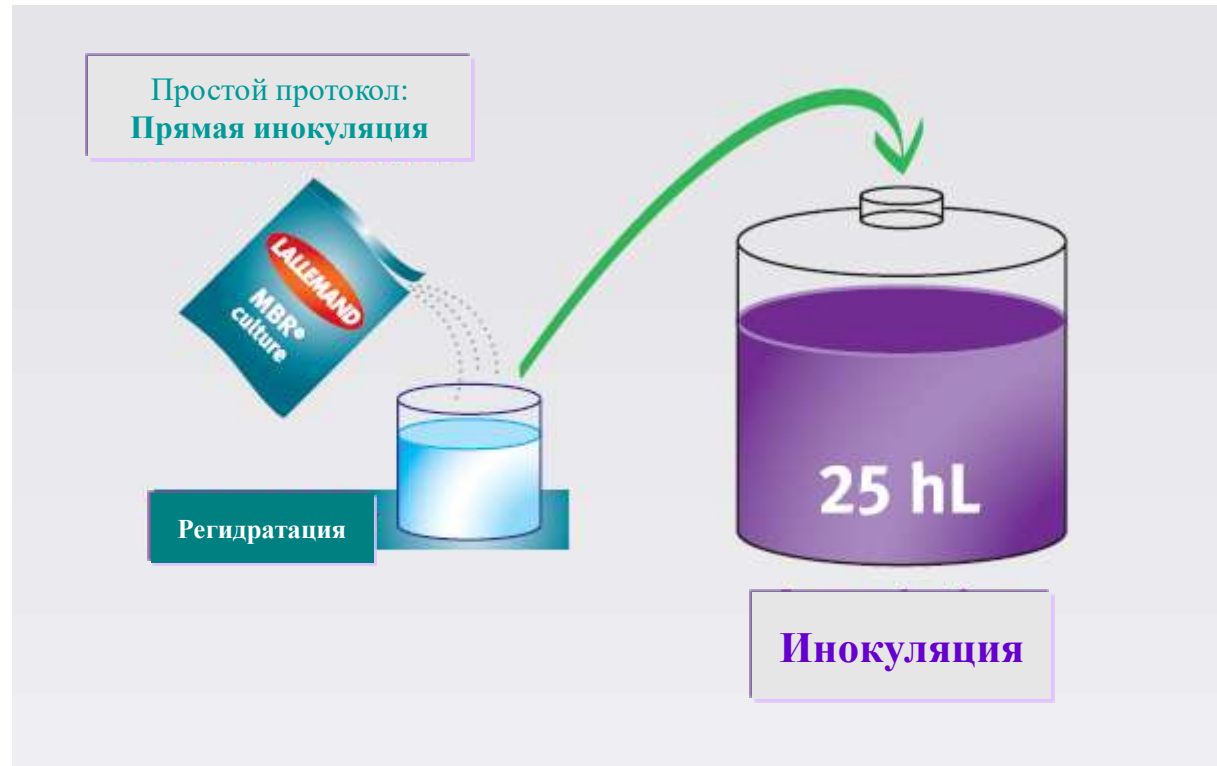 Простой протокол:
Прямая инокуляция
LALLEMAND
MBR®
culture
Регидратация
25 hL
Инокуляция